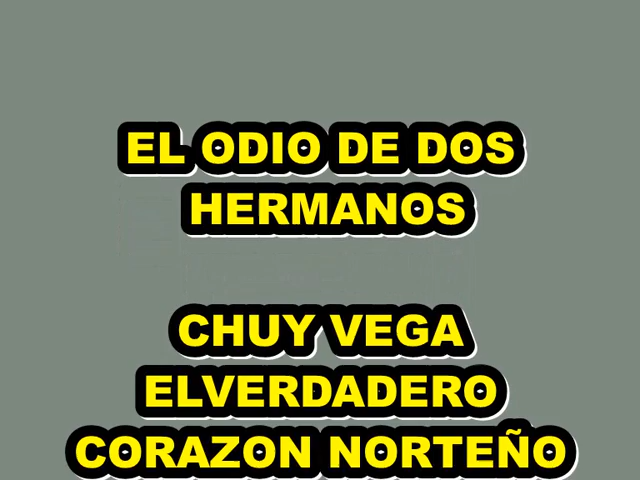 EL ODIO DE DOS
HERMANOS
CHUY VEGA
ELVERDADERO
CORAZON NORTEÑO